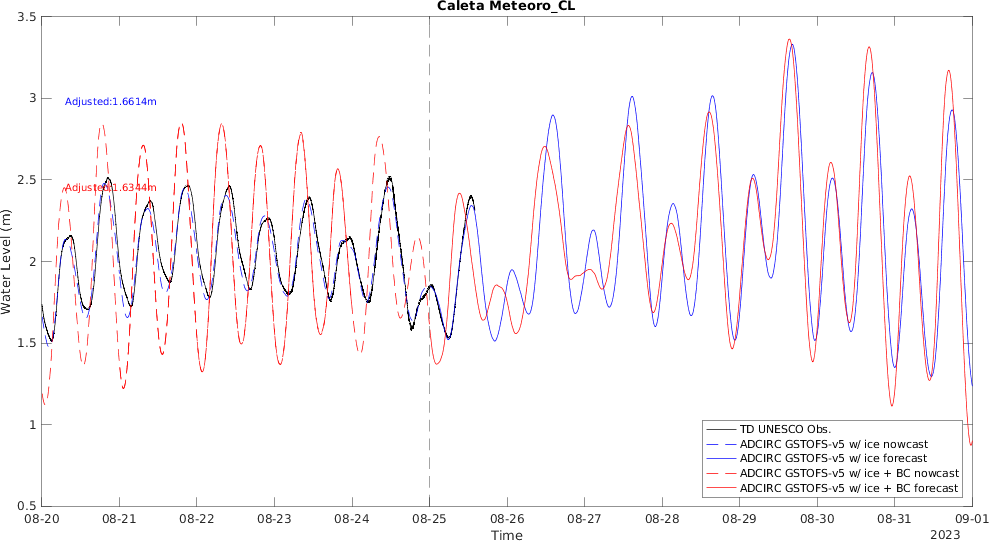 Caleta Meteoro_CL
3.5
3
2.5
2
1.5
1
0.5
Water Level (m)
Adjusted:1.6614m
Adjusted:1.6344m
TD UNESCO Obs.
ADCIRC GSTOFS-v5 w/ ice nowcast
ADCIRC GSTOFS-v5 w/ ice forecast
ADCIRC GSTOFS-v5 w/ ice + BC nowcast
ADCIRC GSTOFS-v5 w/ ice + BC forecast
08-20 08-21 08-22 08-23 08-24 08-25 08-26 08-27 08-28 08-29 08-30 08-31 09-01
Time
2023